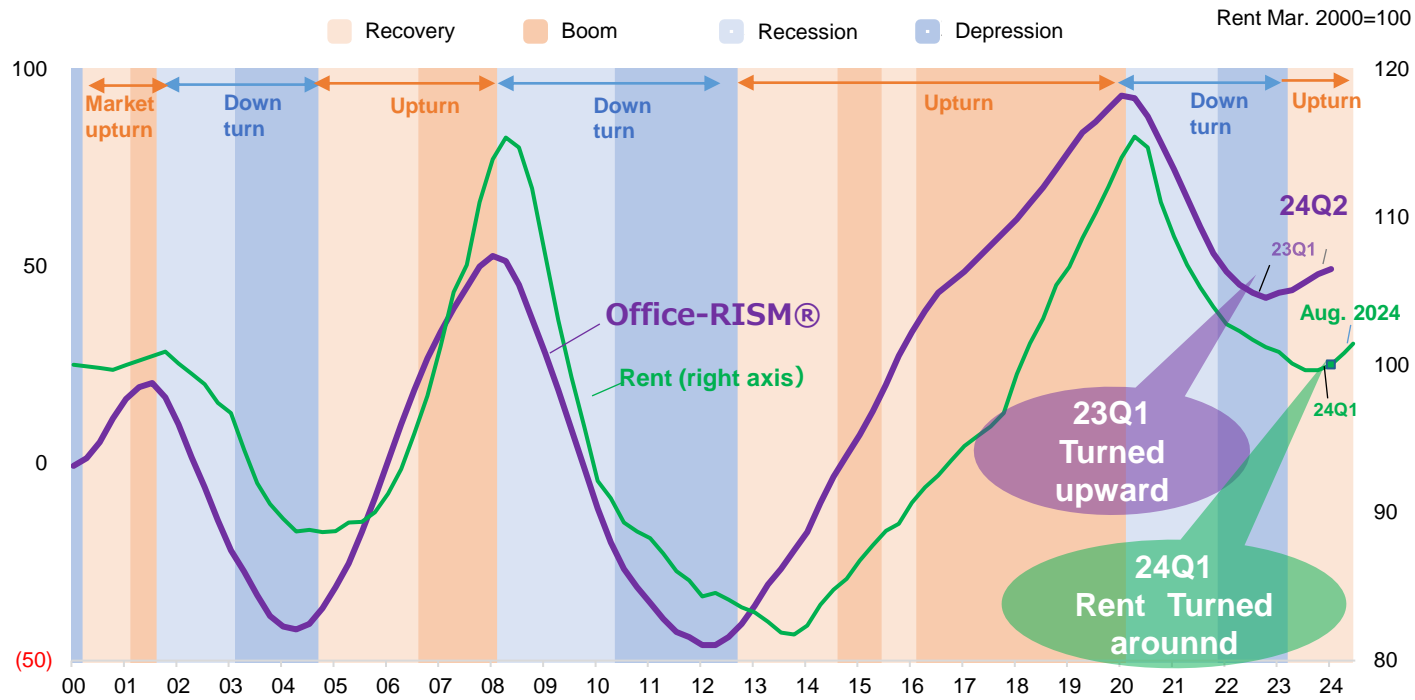 Rent Mar. 2000=100
Recovery Boom Recession Depression
100 120
Market
upturn
Down
turn
Upturn
Down
turn
Upturn
Down
turn
Upturn
24Q2
110
23Q1
50
Office-RISM®
Aug. 2024
Rent (right axis）
100
24Q1
23Q1
Turned
upward
0
90
24Q1
Rent Turned
arounnd
(50) 80
00 01 02 03 04 05 06 07 08 09 10 11 12 13 14 15 16 17 18 19 20 21 22 23 24